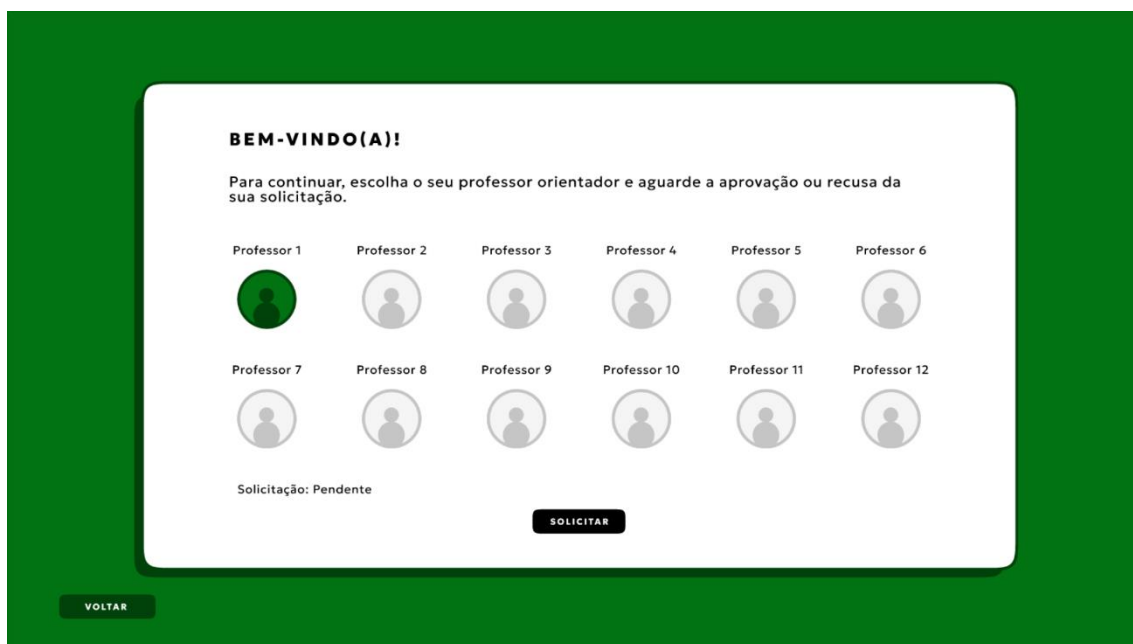 BEM-VINDO(A)!
Para continuar, escolha o seu professor orientador e aguarde a aprovação ou recusa da
sua solicitação.
Professor 1 Professor 2 Professor 3 Professor 4 Professor 5 Professor 6
Professor 7 Professor 8 Professor 9 Professor 10 Professor 11 Professor 12
Solicitação: Pendente
SOLICITAR
VOLTAR